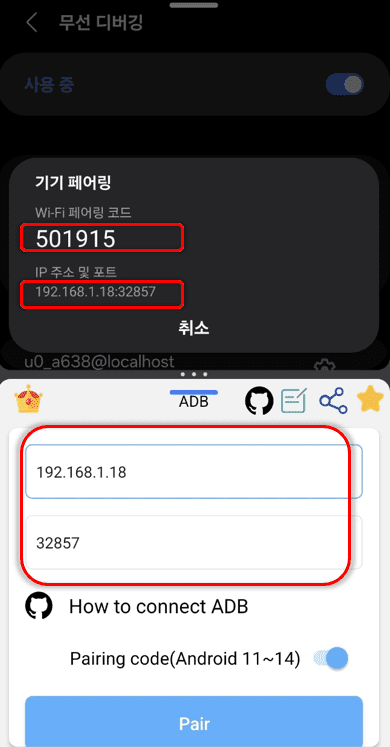 무선 디버깅
사용 중
기기 페어링
Wi-Fi 페어링 코드
501915
IP 주소 및 포트
192.168.1.18:32857
취소
u0_a638@localhost
ADB
192.168.1.18
32857
How to connect ADB
Pairing code(Android 11~14)
Pair